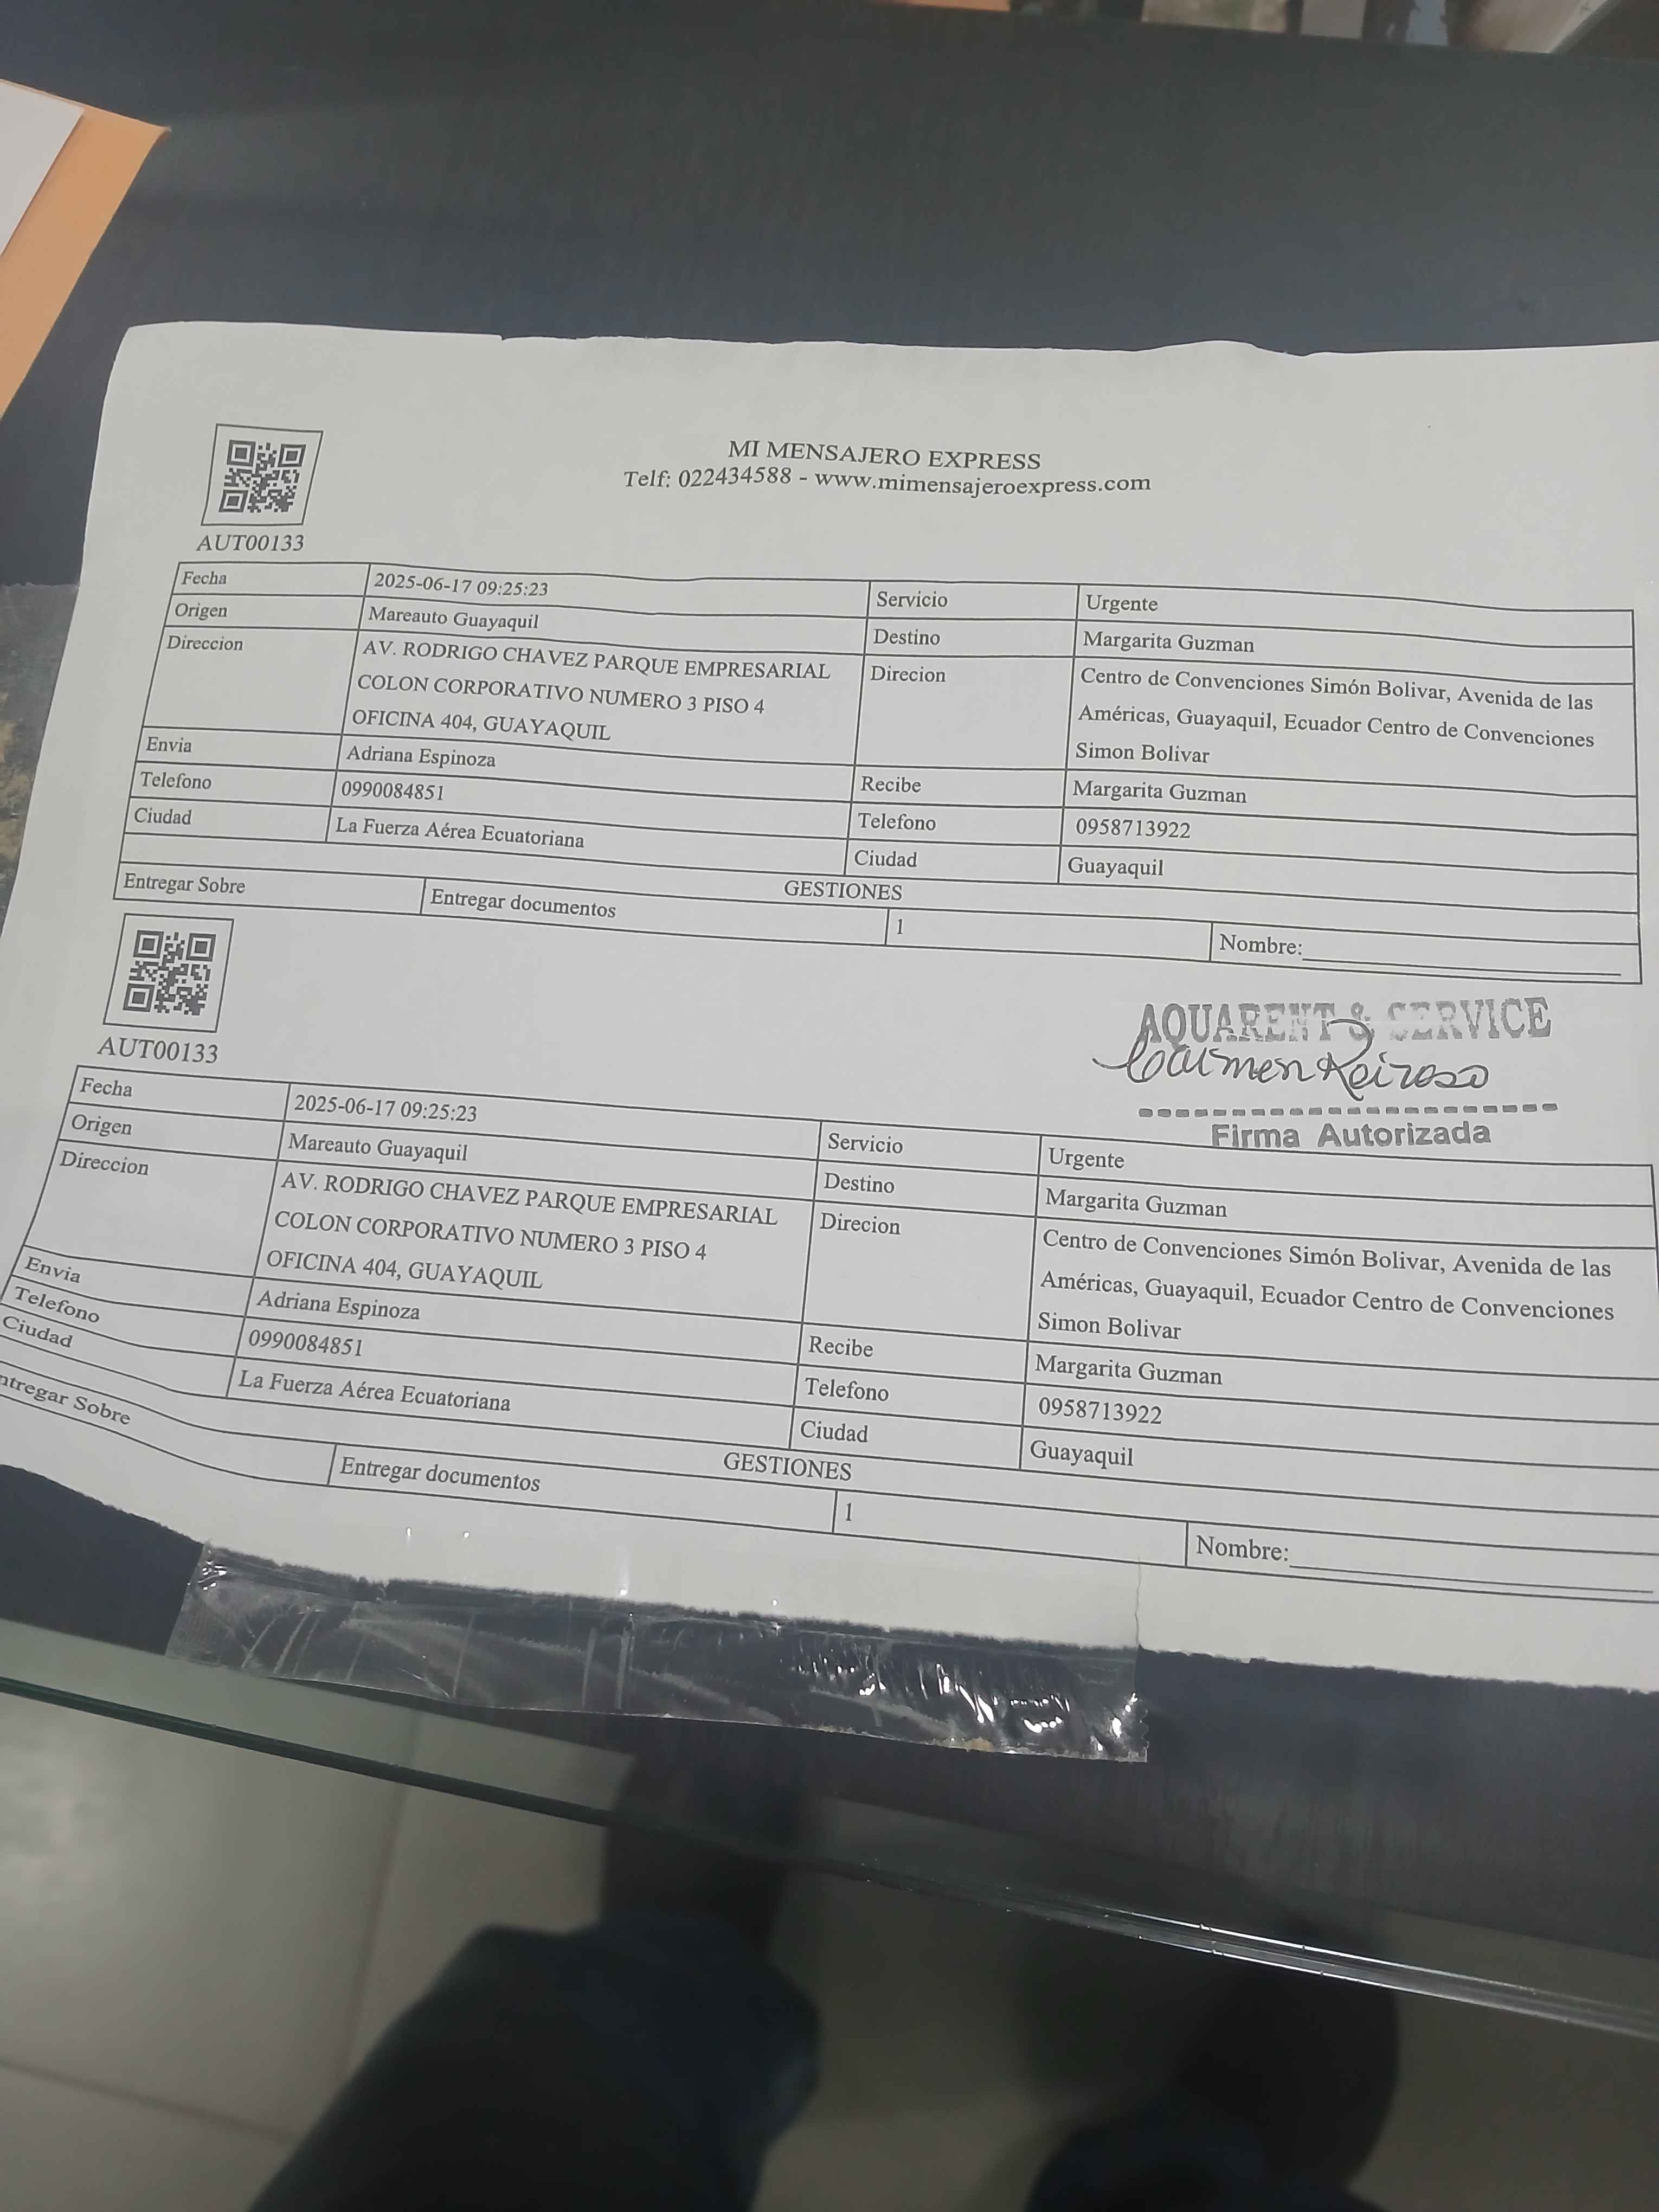 MI MENSAJERO EXPRESS
Telf: 022434588 - www.mimensajeroexpress.com
AUT00133
Fecha 2025-06-17 09:25:23 Servicio Urgente
Origen Mareauto Guayaquil Destino Margarita Guzman
Direccion AV. RODRIGO CHAVEZ PARQUE EMPRESARIAL Direcion Centro de Convenciones Simón Bolivar, Avenida de las
COLON CORPORATIVO NUMERO 3 PISO 4 Américas, Guayaquil, Ecuador Centro de Convenciones
OFICINA 404, GUAYAQUIL Simon Bolivar
Envia Adriana Espinoza Recibe Margarita Guzman
Telefono 0990084851 Telefono 0958713922
Ciudad La Fuerza Aérea Ecuatoriana Ciudad Guayaquil
GESTIONES
Entregar Sobre Entregar documentos 1 Nombre:
AQUARENT & SERVICE
Carmen Reiroso
Firma Autorizada
AUT00133
Fecha 2025-06-17 09:25:23 Servicio Urgente
Origen Mareauto Guayaquil Destino Margarita Guzman
Direccion AV. RODRIGO CHAVEZ PARQUE EMPRESARIAL Direcion Centro de Convenciones Simón Bolivar, Avenida de las
COLON CORPORATIVO NUMERO 3 PISO 4 Américas, Guayaquil, Ecuador Centro de Convenciones
OFICINA 404, GUAYAQUIL Simon Bolivar
Envia Adriana Espinoza Recibe Margarita Guzman
Telefono 0990084851 Telefono 0958713922
Ciudad La Fuerza Aérea Ecuatoriana Ciudad Guayaquil
GESTIONES
ntregar Sobre Entregar documentos 1 Nombre: